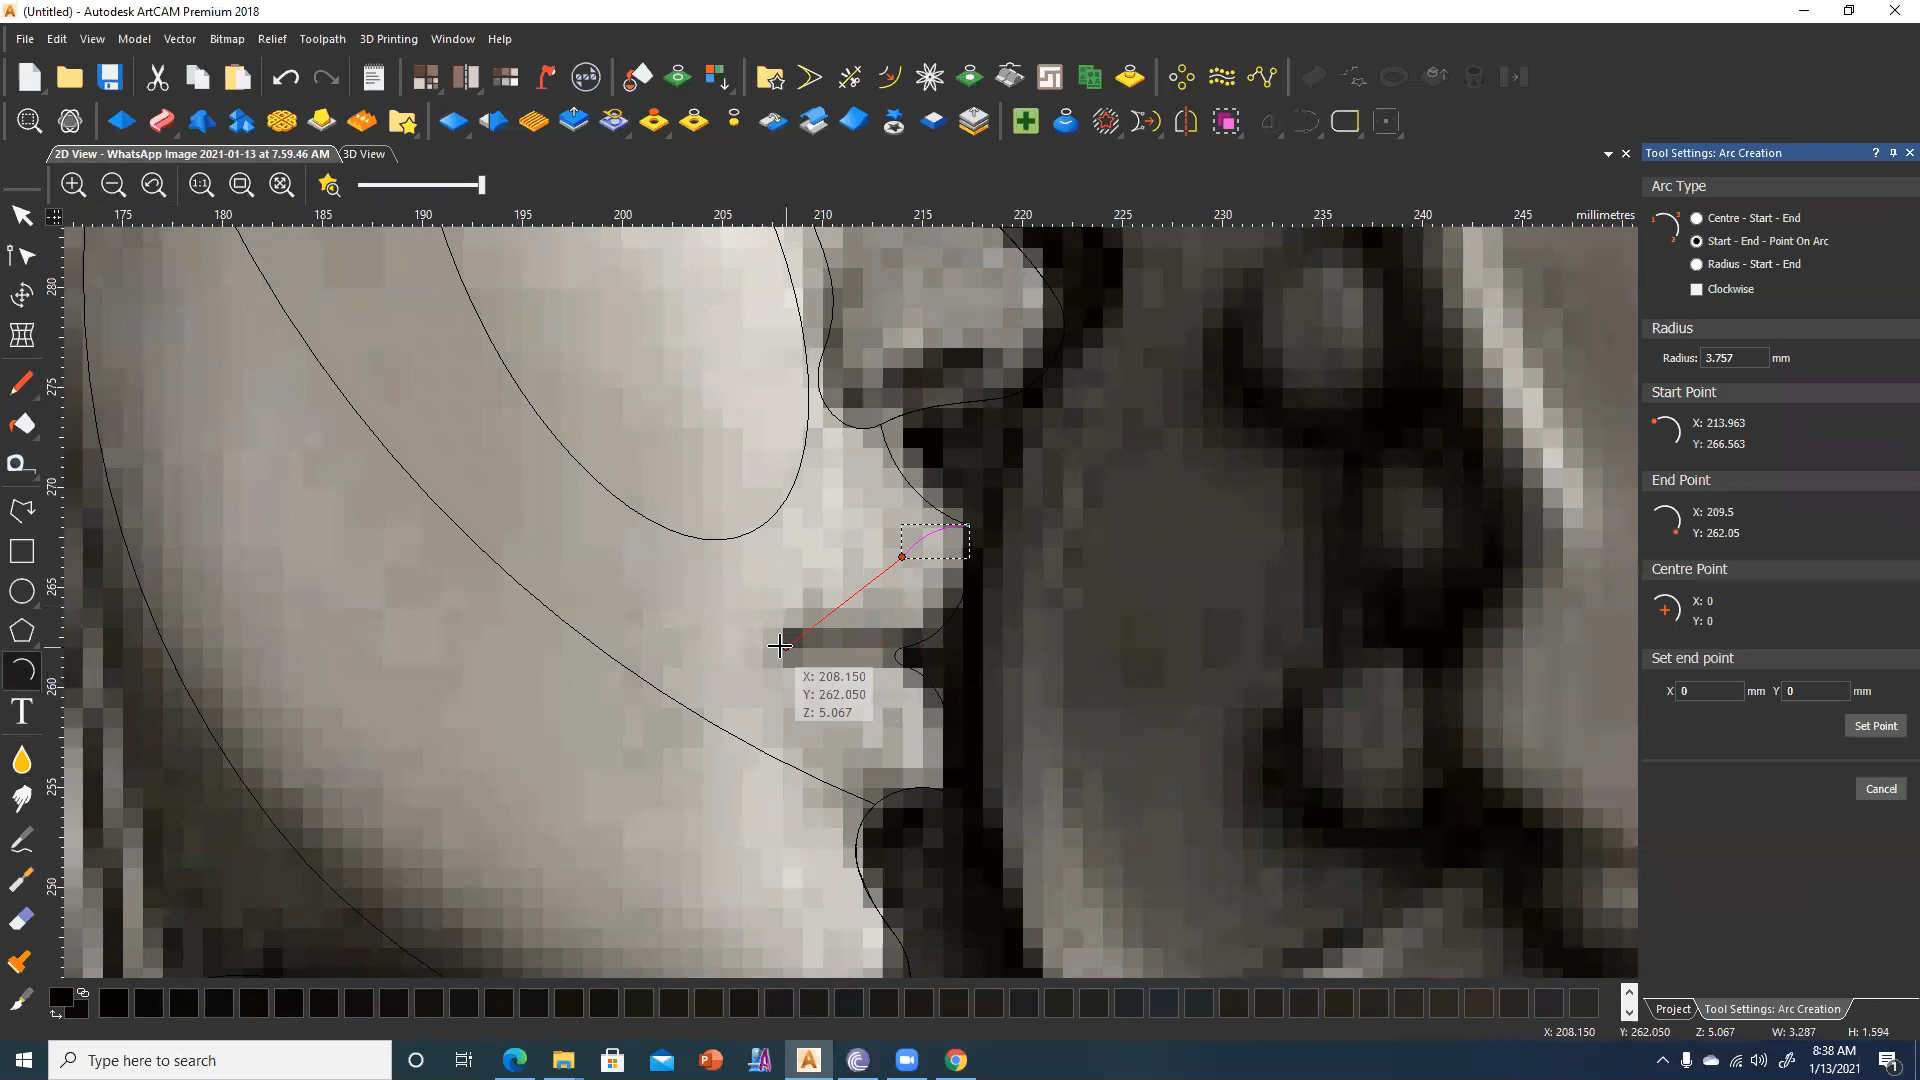 (Untitled) - Autodesk ArtCAM Premium 2018
File Edit View Model Vector Bitmap Relief Toolpath 3D Printing Window Help
2D View - WhatsApp Image 2021-01-13 at 7.59.46 AM 3D View
Tool Settings: Arc Creation
1:1
175 180 185 190 195 200 205 210 215 220 225 230 235 240 245 millimetres
280
275
270
265
260
255
250
X: 208.150
Y: 262.050
Z: 5.067
Arc Type
Centre - Start - End
Start - End - Point On Arc
Radius - Start - End
Clockwise
Radius
Radius: 3.757 mm
Start Point
X: 213.963
Y: 266.563
End Point
X: 209.5
Y: 262.05
Centre Point
X: 0
Y: 0
Set end point
X 0 mm Y 0 mm
Set Point
Cancel
Project Tool Settings: Arc Creation
X: 208.150 Y: 262.050 Z: 5.067 W: 3.287 H: 1.594
Type here to search
8:38 AM
1/13/2021
1